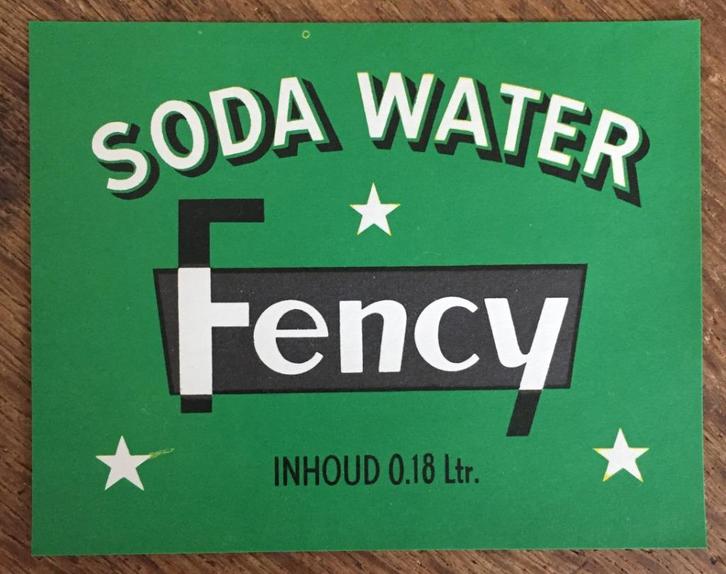 SODA WATER
Fency
INHOUD 0.18 Ltr.